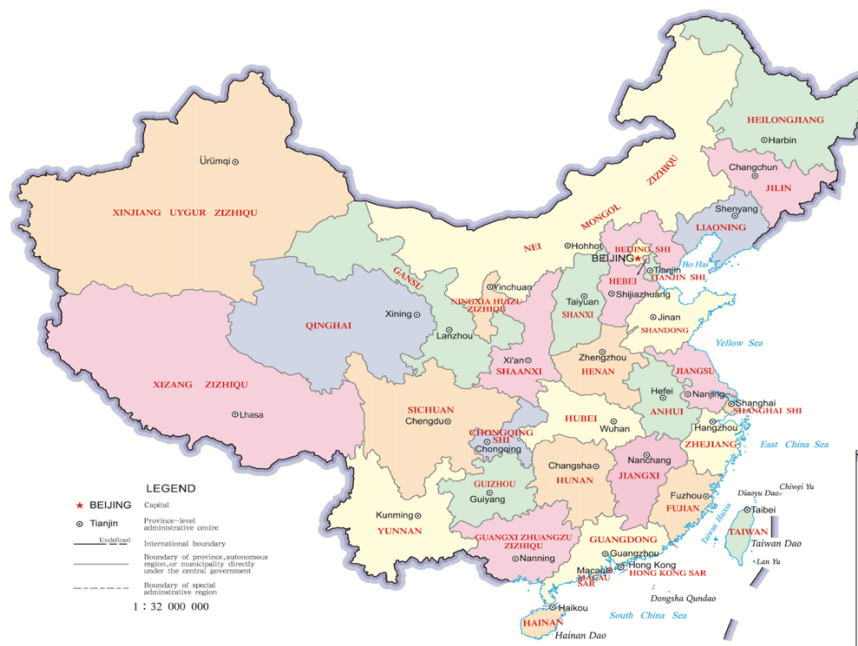 HEILONGJIANG
Harbin
Changchun
JILIN
Ürümqi
ZIZHIQU
Shenyang
LIAONING
XINJIANG UYGUR ZIZHIQU
MONGOL
NEI
Hohhot
BEIJING SHI
BEIJING
Bo Hai
Tianjin
TIANJIN SHI
GANSU
HEBEI
Yinchuan
NINGXIA HUIZU
ZIZHIQU
Taiyuan
SHANXI
Shijiazhuang
Xining
QINGHAI
Lanzhou
Jinan
SHANDONG
Yellow Sea
Xi'an
SHAANXI
Zhengzhou
HENAN
JIANGSU
XIZANG ZIZHIQU
Lhasa
Hefei
Nanjing
ANHUI
Shanghai
SHANGHAI SHI
SICHUAN
Chengdu
CHONGQING
SHI
Chongqing
HUBEI
Wuhan
Hangzhou
ZHEJIANG
East China Sea
Changsha
HUNAN
Nanchang
JIANGXI
GUIZHOU
Guiyang
Fuzhou
FUJIAN
Diaoyu Dao
Chiwyi Yu
Taiwan Haixia
Taibei
TAIWAN
Taiwan Dao
Lan Yu
Kunming
YUNNAN
GUANGXI ZHUANGZU
ZIZHIQU
Nanning
GUANGDONG
Guangzhou
Hong Kong
HONG KONG SAR
Macau
MACAU
SAR
Dongsha Qundao
South China Sea
Haikou
HAINAN
Hainan Dao
LEGEND
BEIJING Capital
Tianjin Province-level
administrative centre
Undefined International boundary
Boundary of province,autonomous
region,or municipality directly
under the central government
Boundary of special
adminstrative region
1 : 32 000 000